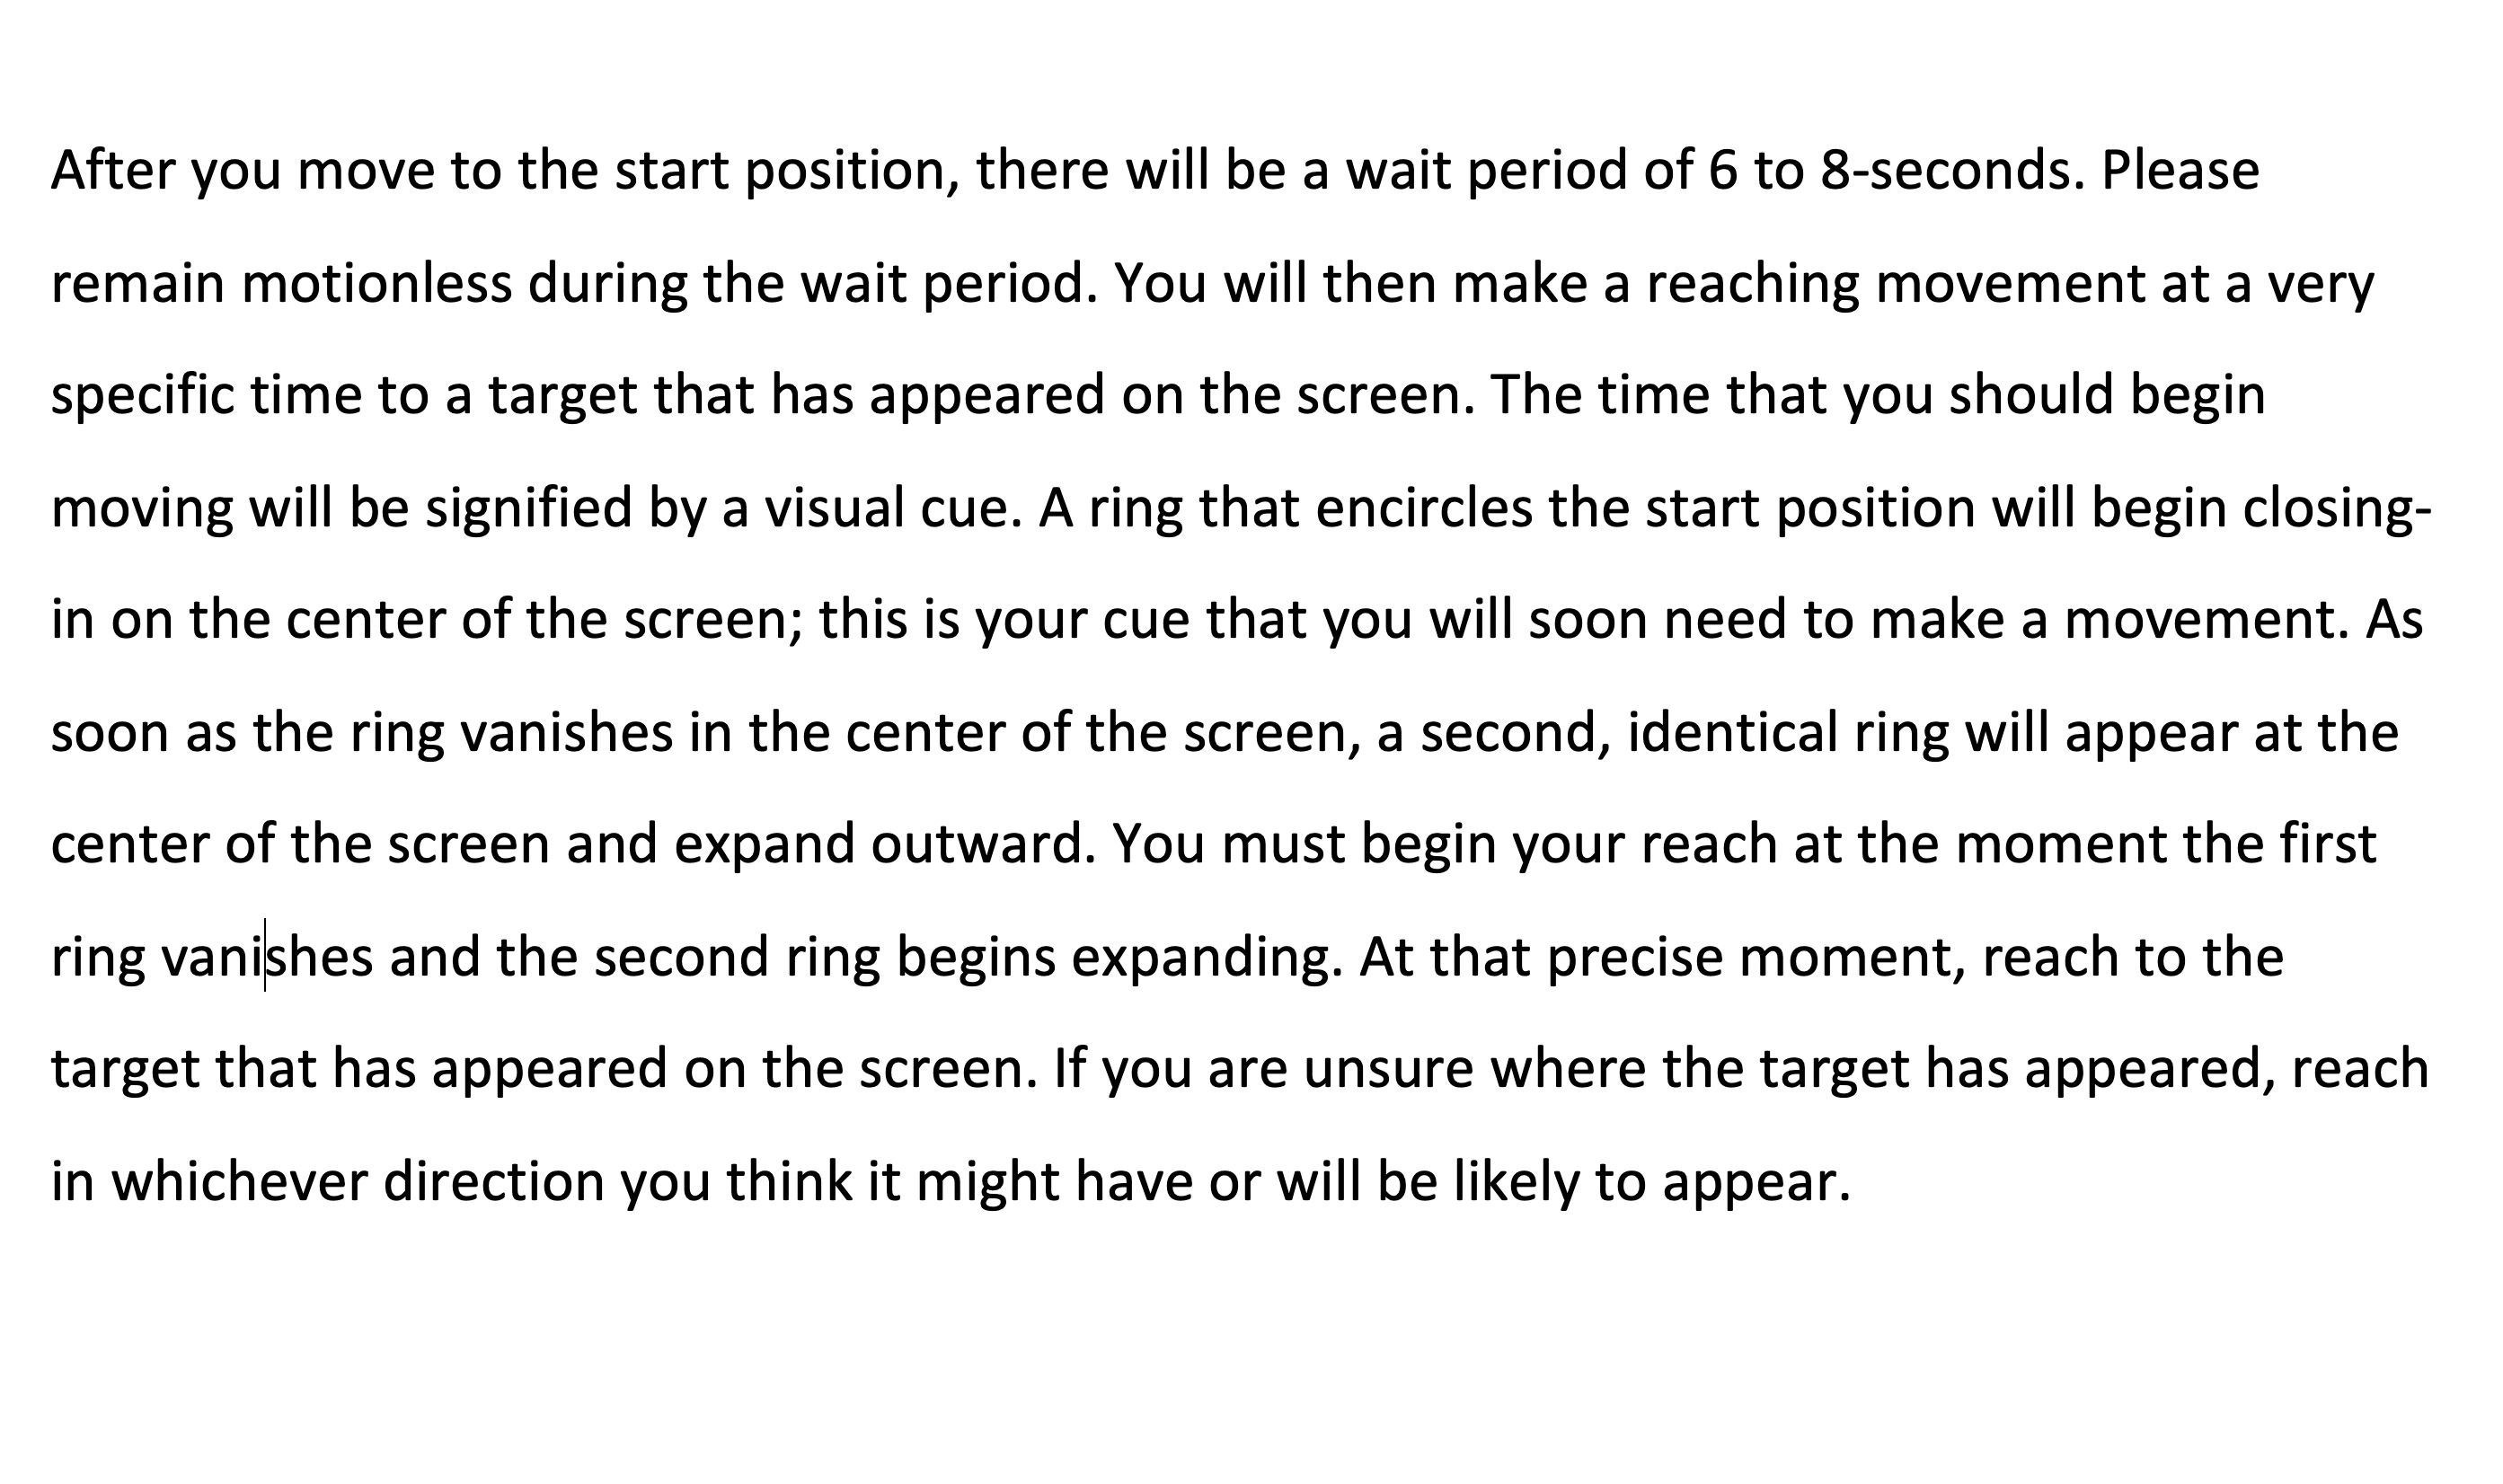 After you move to the start position, there will be a wait period of 6 to 8-seconds. Please
remain motionless during the wait period. You will then make a reaching movement at a very
specific time to a target that has appeared on the screen. The time that you should begin
moving will be signified by a visual cue. A ring that encircles the start position will begin closing-
in on the center of the screen; this is your cue that you will soon need to make a movement. As
soon as the ring vanishes in the center of the screen, a second, identical ring will appear at the
center of the screen and expand outward. You must begin your reach at the moment the first
ring vanishes and the second ring begins expanding. At that precise moment, reach to the
target that has appeared on the screen. If you are unsure where the target has appeared, reach
in whichever direction you think it might have or will be likely to appear.